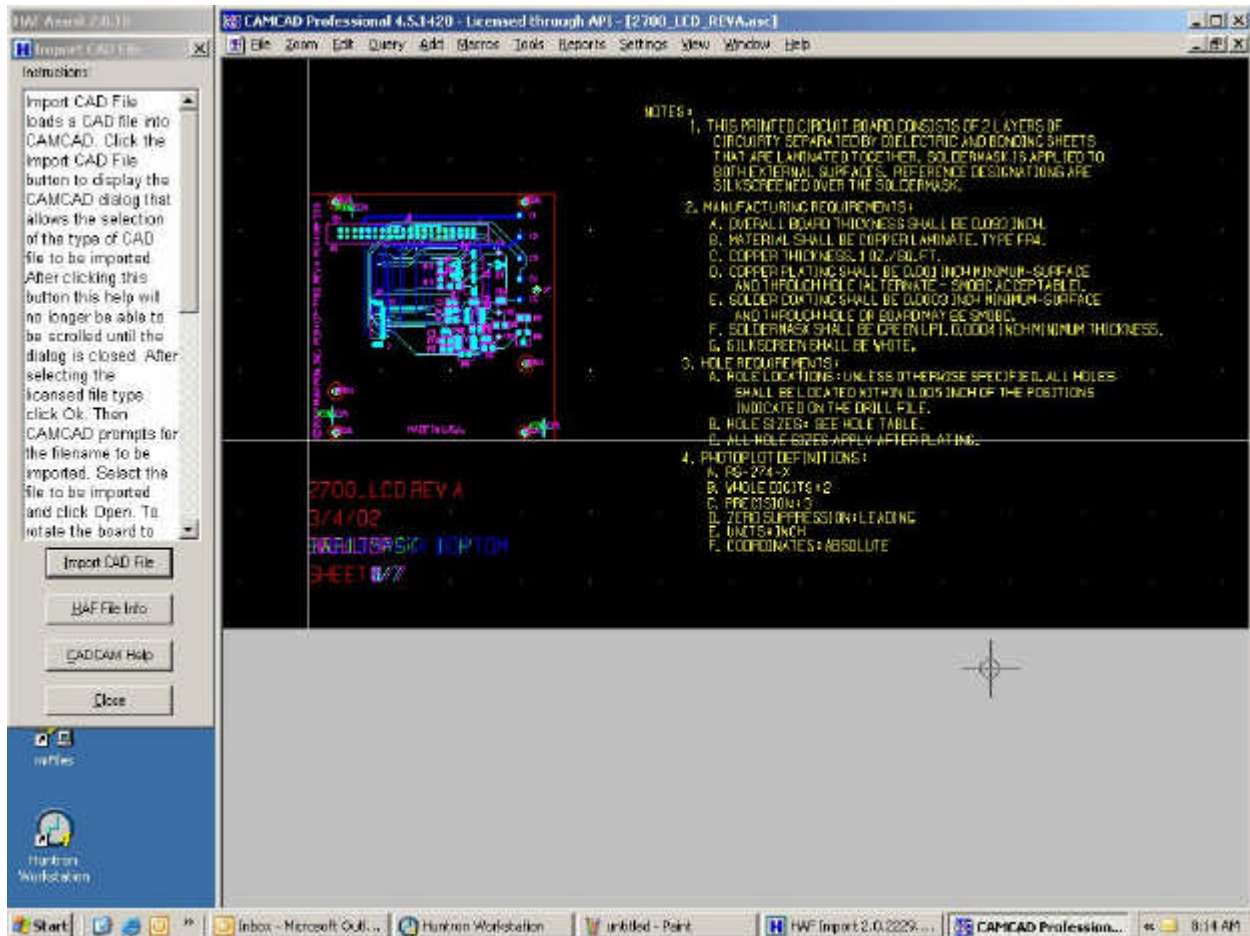 CAMCAD Professional 4.5.1420 - Licensed through API - [2700_LCD_REVA.asc]
Import CAD File
File Zoom Edit Query Add Macros Tools Reports Settings View Window Help
Instructions:
Import CAD File
loads a CAD file into
CAMCAD. Click the
Import CAD File
button to display the
CAMCAD dialog that
allows the selection
of the type of CAD
file to be imported.
After clicking this
button this help will
no longer be able to
be scrolled until the
dialog is closed. After
selecting the
licensed file type
click Ok. Then
CAMCAD prompts for
the filename to be
imported. Select the
file to be imported
and click Open. To
rotate the board to
Import CAD File
HAF File Info
CADCAM Help
Close
NOTES:
1. THIS PRINTED CIRCUIT BOARD CONSISTS OF 2 LAYERS OF
CIRCUIRTY SEPARATED BY DIELECTRIC AND BONDING SHEETS
THAT ARE LAMINATED TOGETHER. SOLDERMASK IS APPLIED TO
BOTH EXTERNAL SURFACES. REFERENCE DESIGNATIONS ARE
SILKSCREENED OVER THE SOLDERMASK.
2. MANUFACTURING REQUIREMENTS:
A. OVERALL BOARD THICKNESS SHALL BE 0.093 INCH.
B. MATERIAL SHALL BE COPPER LAMINATE, TYPE FR4.
C. COPPER THICKNESS, 1 OZ./SQ.FT.
D. COPPER PLATING SHALL BE 0.001 INCH MINIMUM-SURFACE
AND THROUGH HOLE (ALTERNATE - SMOBC ACCEPTABLE).
E. SOLDER COATING SHALL BE 0.0003 INCH MINIMUM-SURFACE
AND THROUGH HOLE OR BOARD MAY BE SMOBC.
F. SOLDERMASK SHALL BE GREEN LPI, 0.0004 INCH MINIMUM THICKNESS.
G. SILKSCREEN SHALL BE WHITE.
3. HOLE REQUIREMENTS:
A. HOLE LOCATIONS: UNLESS OTHERWISE SPECIFIED, ALL HOLES
SHALL BE LOCATED WITHIN 0.005 INCH OF THE POSITIONS
INDICATED ON THE DRILL FILE.
B. HOLE SIZES: SEE HOLE TABLE.
C. ALL HOLE SIZES APPLY AFTER PLATING.
4. PHOTOPLOT DEFINITIONS:
A. RS-274-X
B. WHOLE DIGITS:2
C. PRECISION:3
D. ZERO SUPPRESSION:LEADING
E. UNITS:INCH
F. COORDINATES:ABSOLUTE
MADE IN U.S.A.
2700_LCD REV A
3/4/02
BOTTOM
SHEET /7
Huntron
Workstation
Start
Inbox - Microsoft Outl...
Huntron Workstation
untitled - Paint
HAF Import 2.0.2229....
CAMCAD Profession...
8:14 AM